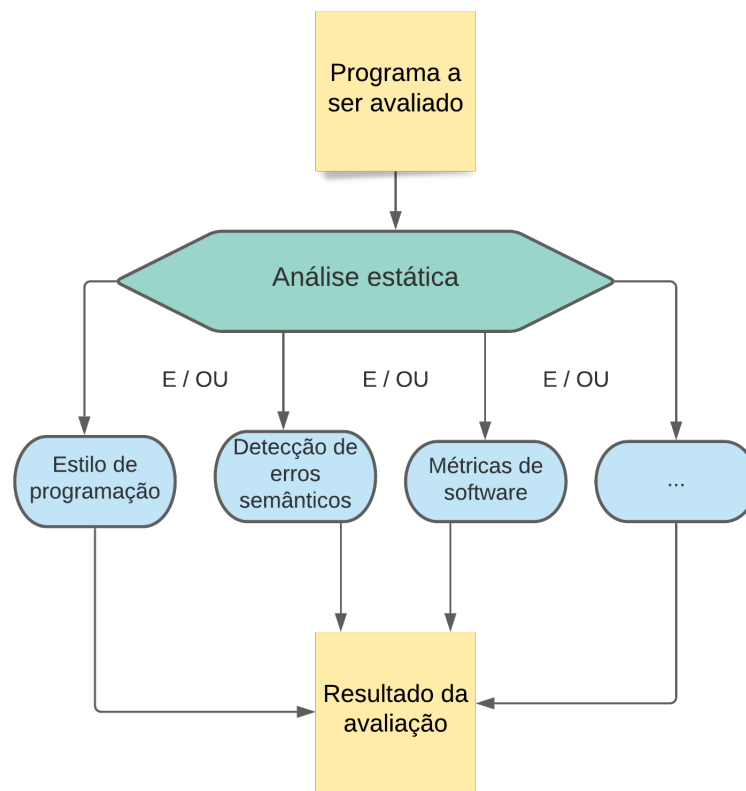 Programa a
ser avaliado
Análise estática
E / OU
E / OU
E / OU
Estilo de
programação
Detecção de
erros
semânticos
Métricas de
software
...
Resultado da
avaliação